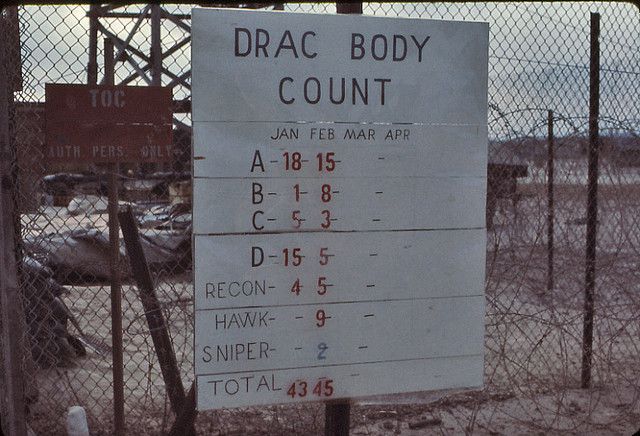 DRAC BODY
COUNT
TOC
AUTH PERS. ONLY
JAN FEB MAR APR
A-18-15- -
B- 1- 8- -
C- 5- 3- -
D-15- 5- -
RECON- 4- 5- -
HAWK- - 9- -
SNIPER- - 2 -
TOTAL- 43 45 - -